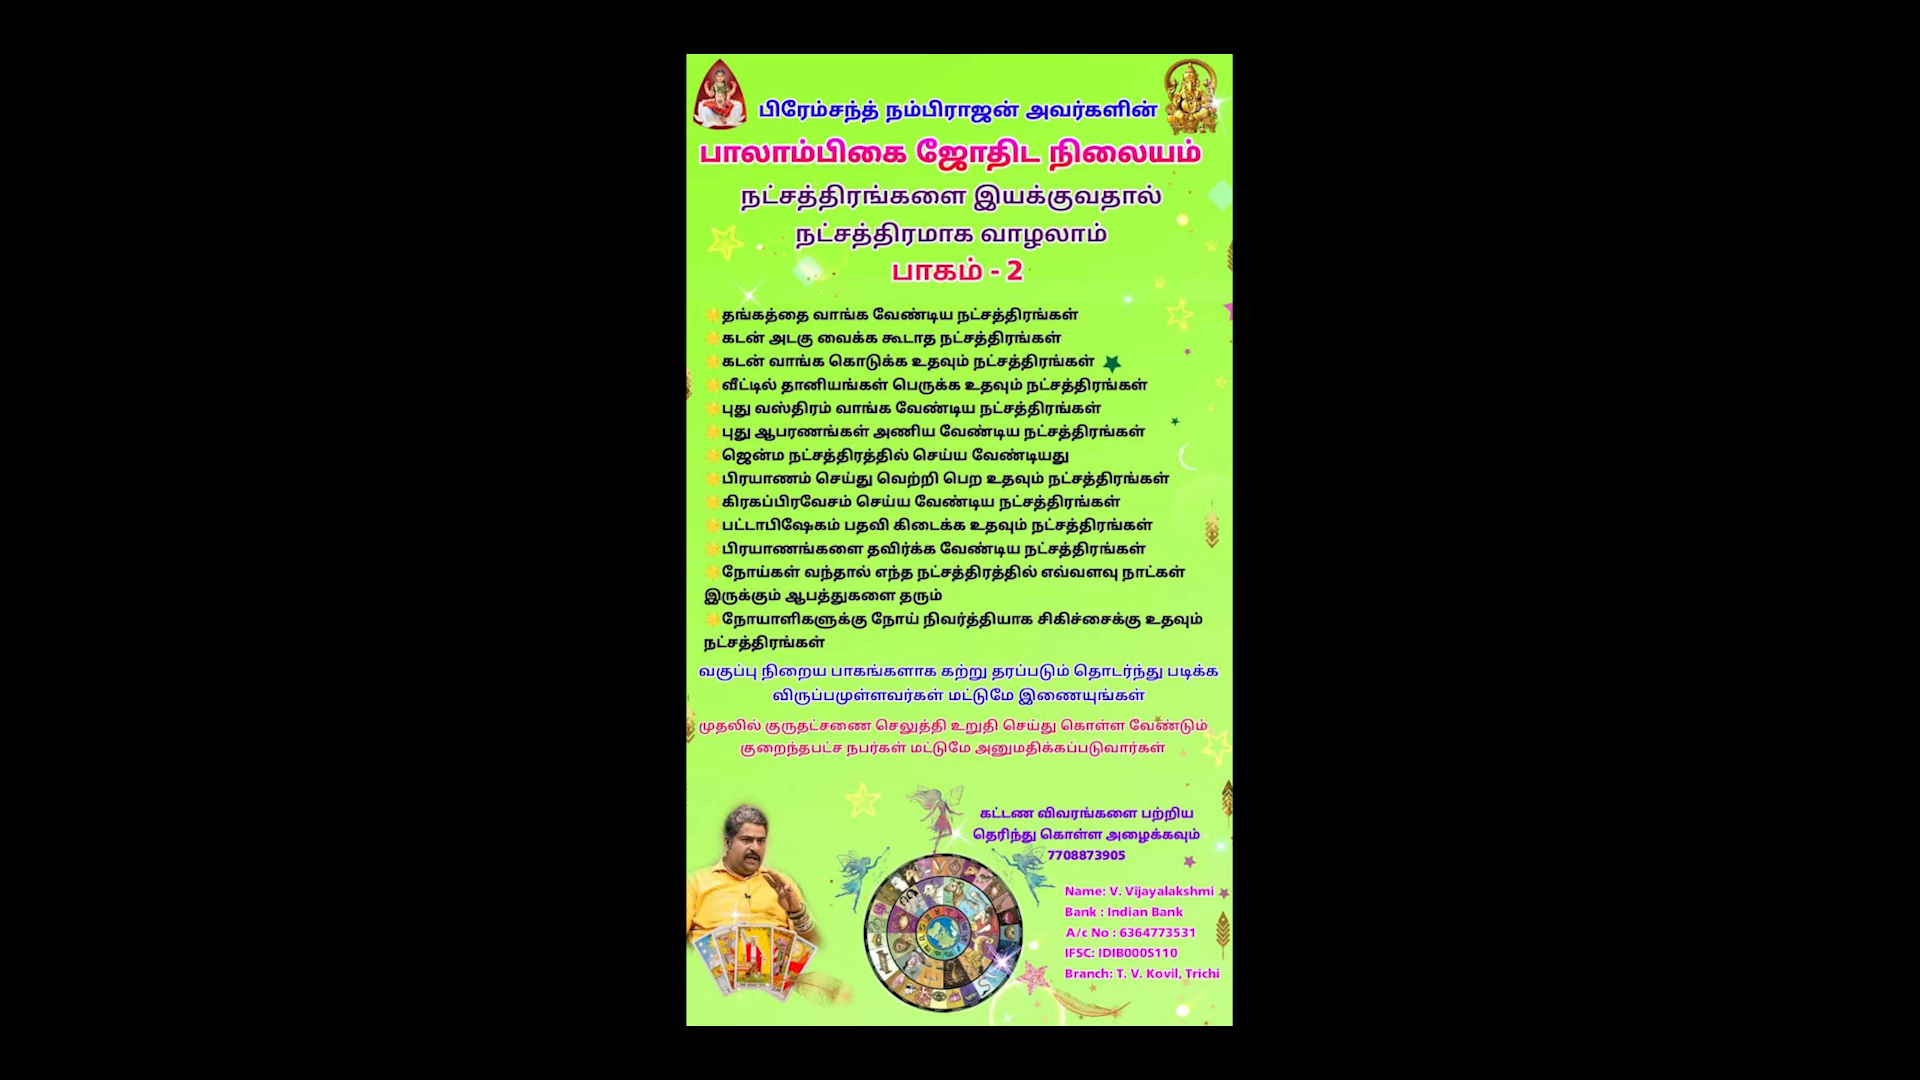 பிரேம்சந்த் நம்பிராஜன் அவர்களின்
பாலாம்பிகை ஜோதிட நிலையம்
நட்சத்திரங்களை இயக்குவதால்
நட்சத்திரமாக வாழலாம்
பாகம் - 2
தங்கத்தை வாங்க வேண்டிய நட்சத்திரங்கள்
கடன் அடகு வைக்க கூடாத நட்சத்திரங்கள்
கடன் வாங்க கொடுக்க உதவும் நட்சத்திரங்கள்
வீட்டில் தானியங்கள் பெருக்க உதவும் நட்சத்திரங்கள்
புது வஸ்திரம் வாங்க வேண்டிய நட்சத்திரங்கள்
புது ஆபரணங்கள் அணிய வேண்டிய நட்சத்திரங்கள்
ஜென்ம நட்சத்திரத்தில் செய்ய வேண்டியது
பிரயாணம் செய்து வெற்றி பெற உதவும் நட்சத்திரங்கள்
கிரகப்பிரவேசம் செய்ய வேண்டிய நட்சத்திரங்கள்
பட்டாபிஷேகம் பதவி கிடைக்க உதவும் நட்சத்திரங்கள்
பிரயாணங்களை தவிர்க்க வேண்டிய நட்சத்திரங்கள்
நோய்கள் வந்தால் எந்த நட்சத்திரத்தில் எவ்வளவு நாட்கள்
இருக்கும் ஆபத்துகளை தரும்
நோயாளிகளுக்கு நோய் நிவர்த்தியாக சிகிச்சைக்கு உதவும்
நட்சத்திரங்கள்
வகுப்பு நிறைய பாகங்களாக கற்று தரப்படும் தொடர்ந்து படிக்க
விருப்பமுள்ளவர்கள் மட்டுமே இணையுங்கள்
முதலில் குருதட்சணை செலுத்தி உறுதி செய்து கொள்ள வேண்டும்
குறைந்தபட்ச நபர்கள் மட்டுமே அனுமதிக்கப்படுவார்கள்
கட்டண விவரங்களை பற்றிய
தெரிந்து கொள்ள அழைக்கவும்
7708873905
Name: V. Vijayalakshmi
Bank : Indian Bank
A/c No : 6364773531
IFSC: IDIB000S110
Branch: T. V. Kovil, Trichi